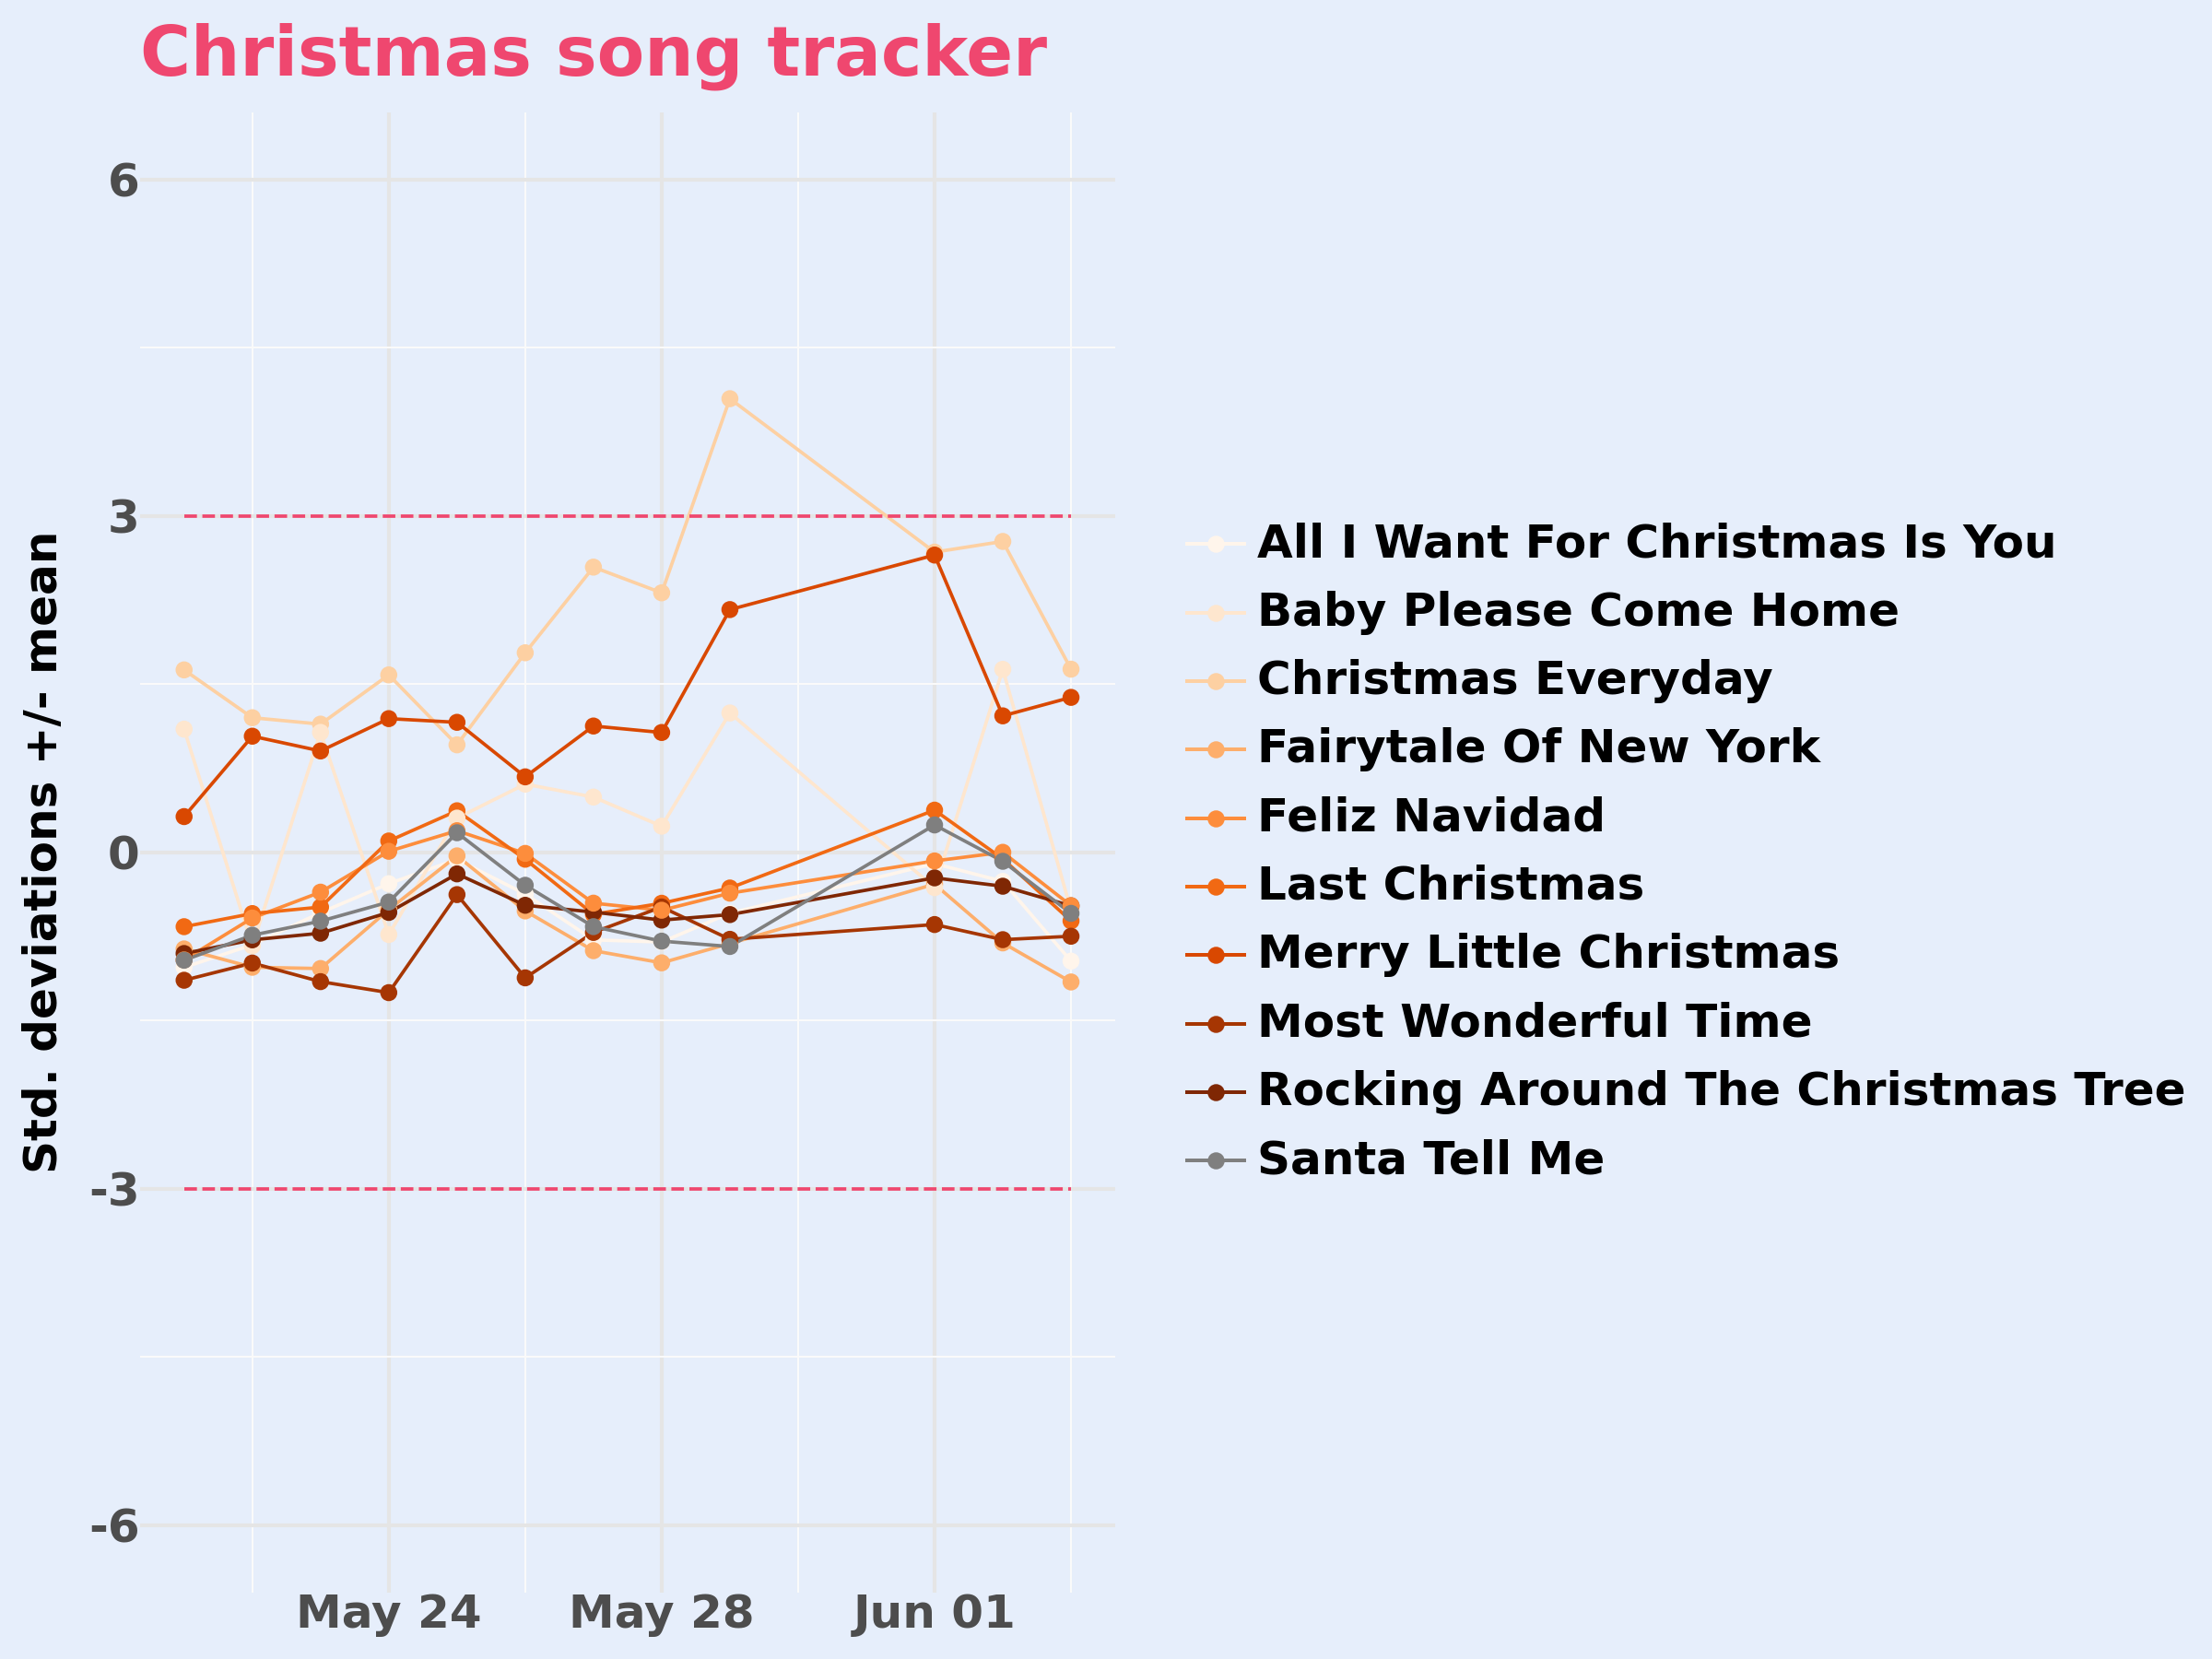 Christmas song tracker
Std. deviations +/- mean
6
3
0
-3
-6
May 24
May 28
Jun 01
All I Want For Christmas Is You
Baby Please Come Home
Christmas Everyday
Fairytale Of New York
Feliz Navidad
Last Christmas
Merry Little Christmas
Most Wonderful Time
Rocking Around The Christmas Tree
Santa Tell Me